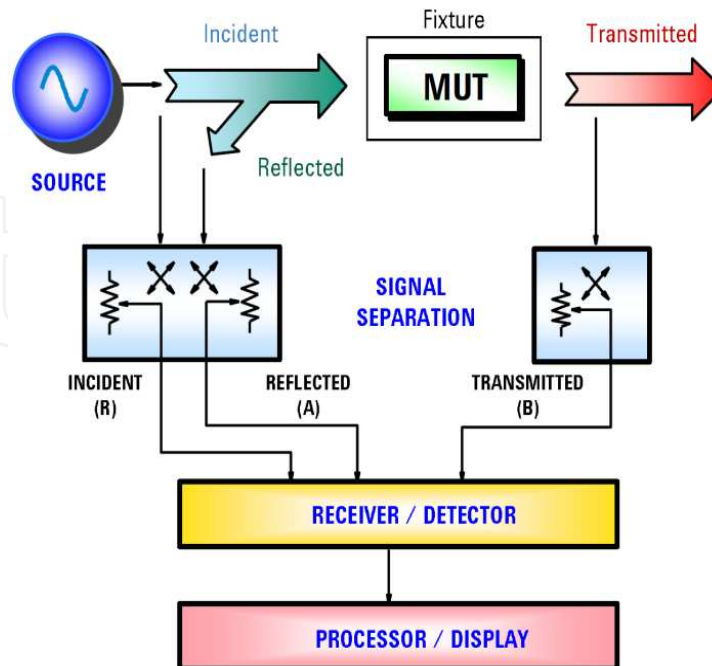 Incident
Fixture
Transmitted
MUT
Reflected
SOURCE
SIGNAL
SEPARATION
INCIDENT
(R)
REFLECTED
(A)
TRANSMITTED
(B)
RECEIVER / DETECTOR
PROCESSOR / DISPLAY